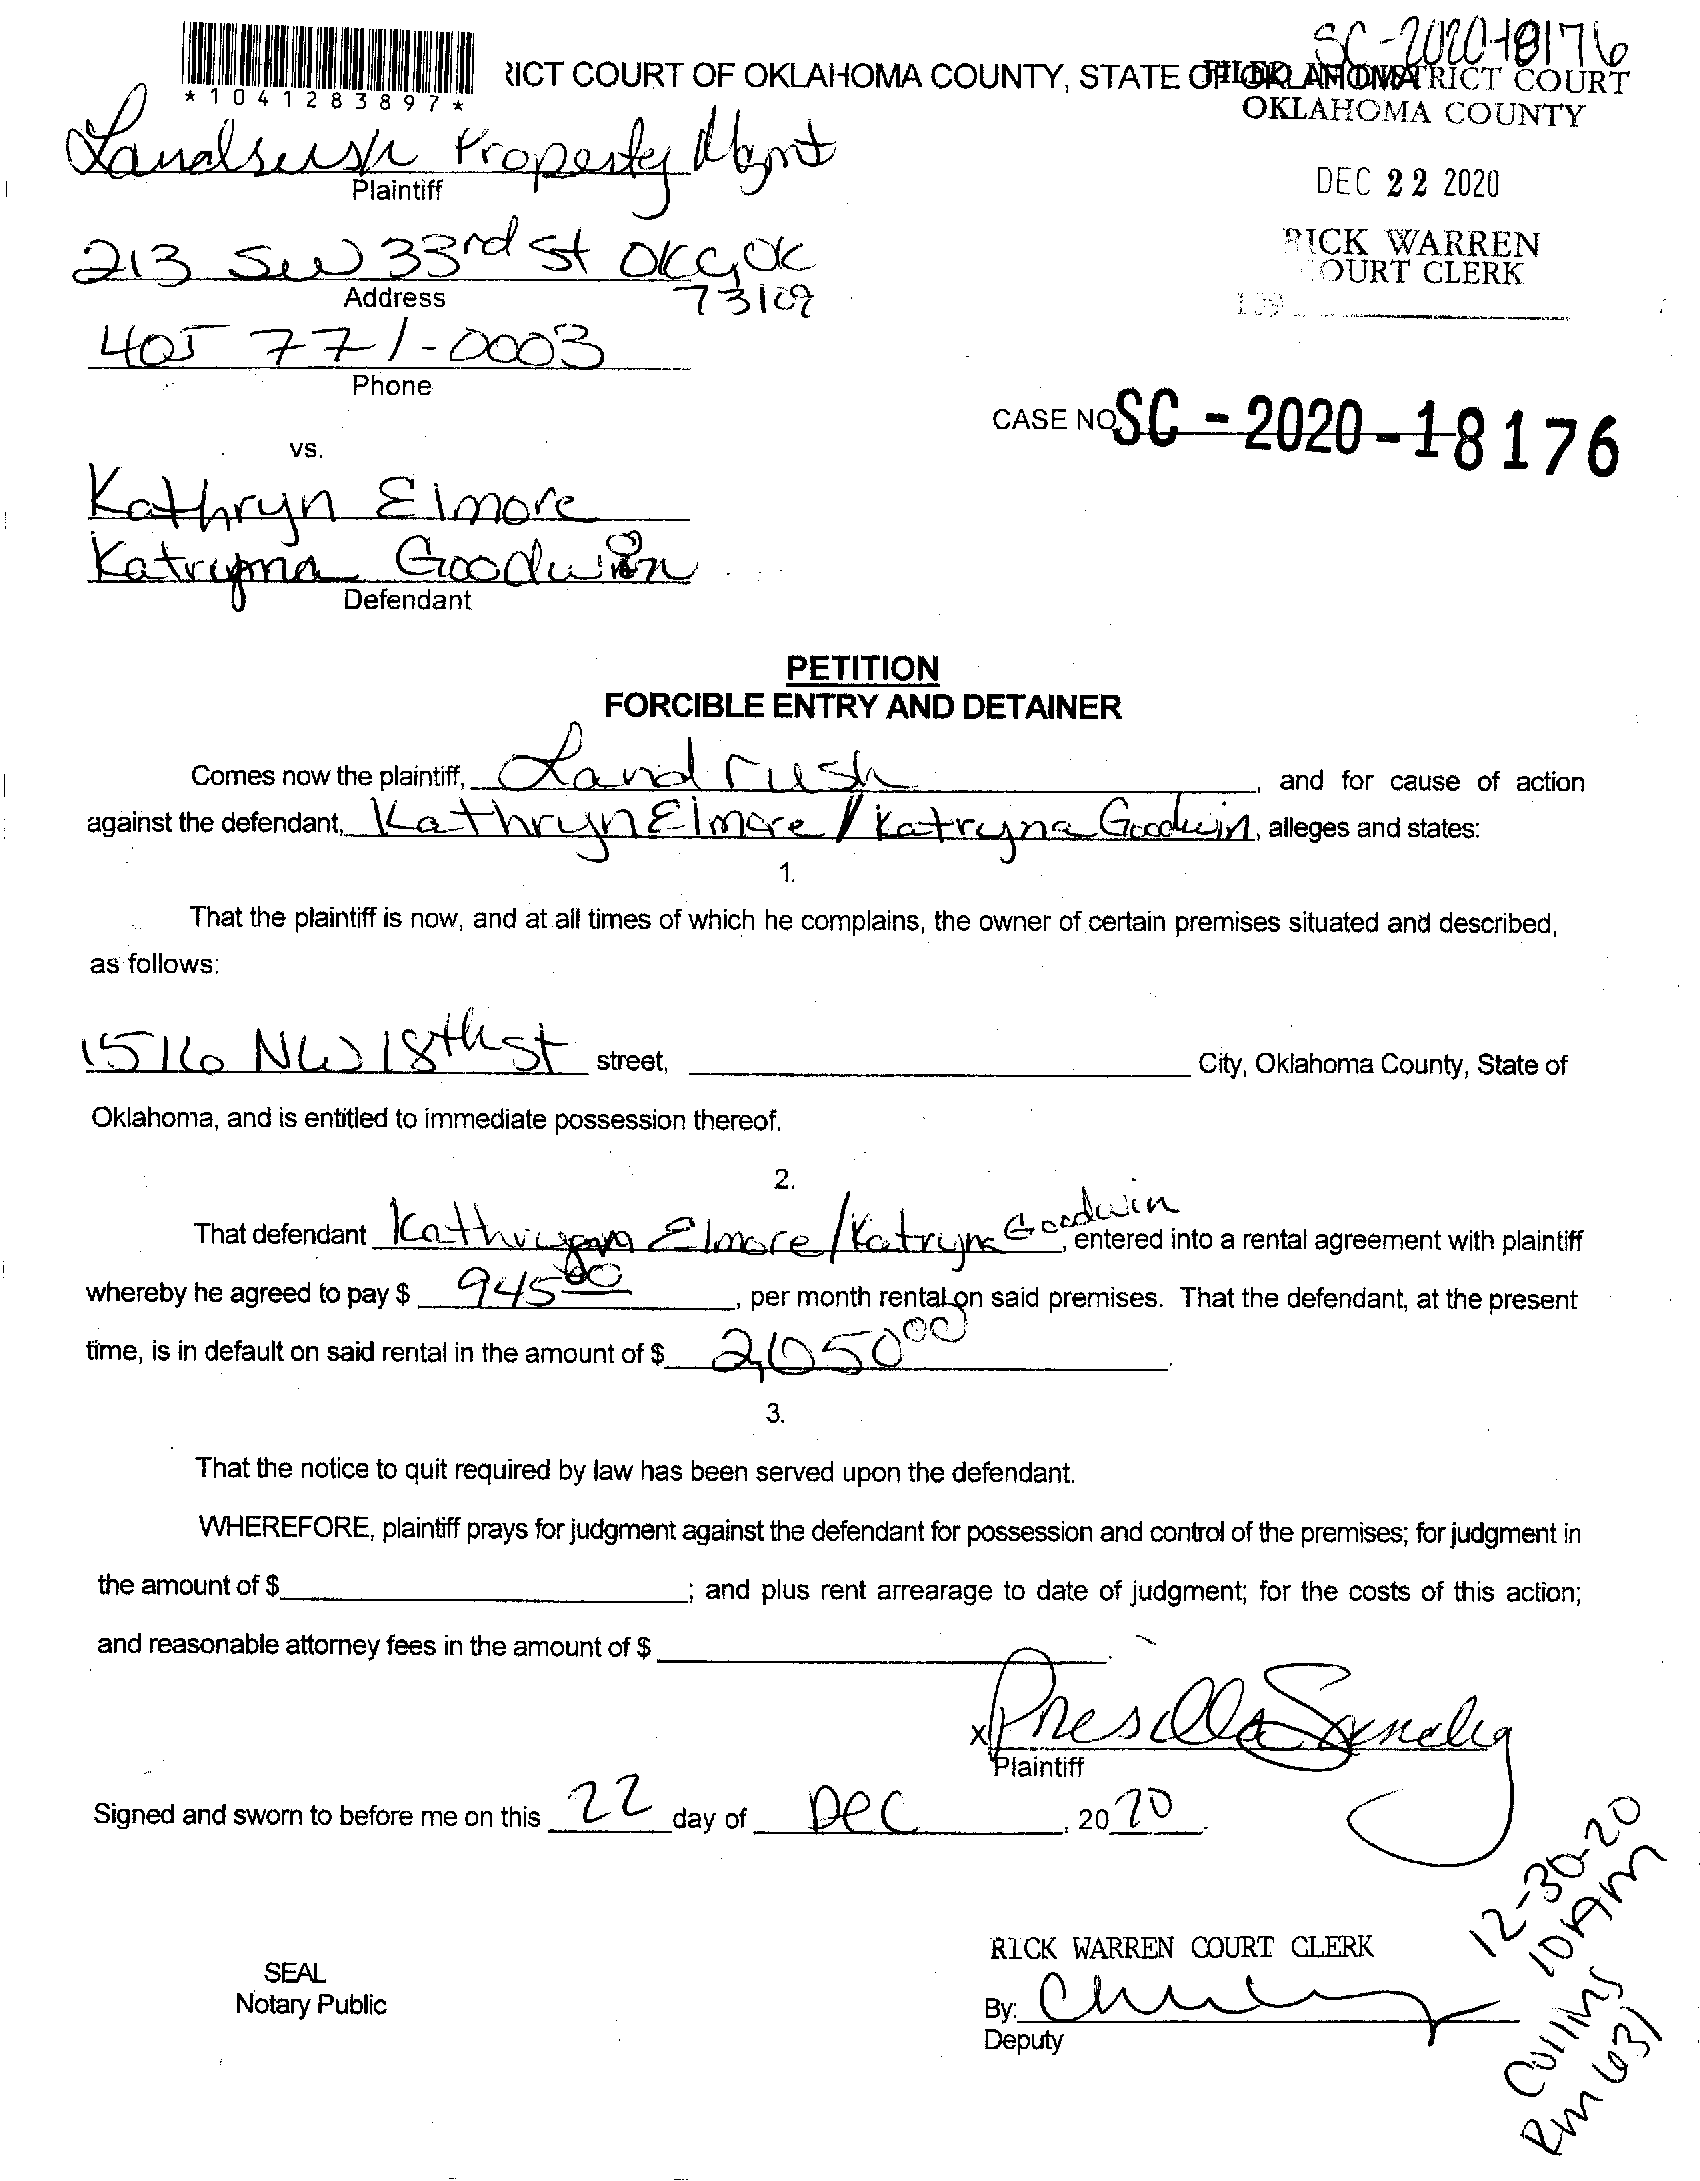 SC-2020-18176
*1041283897*
RICT COURT OF OKLAHOMA COUNTY, STATE OF OKLAHOMA
FILED IN DISTRICT COURT
OKLAHOMA COUNTY
DEC 22 2020
RICK WARREN
COURT CLERK
139
Landrush Property Mgmt
Plaintiff
213 SW 33rd St OKC, OK
73109
Address
405 771-0003
Phone
CASE NO. SC-2020-18176
vs.
Kathryn Elmore
Katryna Goodwin
Defendant
PETITION
FORCIBLE ENTRY AND DETAINER
Comes now the plaintiff, Landrush, and for cause of action
against the defendant, Kathryn Elmore / Katryna Goodwin, alleges and states:
1.
That the plaintiff is now, and at all times of which he complains, the owner of certain premises situated and described,
as follows:
1516 NW 18th St street, City, Oklahoma County, State of
Oklahoma, and is entitled to immediate possession thereof.
2.
That defendant Elmore/Katryna Goodwin, entered into a rental agreement with plaintiff
whereby he agreed to pay $ 945.00, per month rental on said premises. That the defendant, at the present
time, is in default on said rental in the amount of $ 2,050 00.
3.
That the notice to quit required by law has been served upon the defendant.
WHEREFORE, plaintiff prays for judgment against the defendant for possession and control of the premises; for judgment in
the amount of $ ; and plus rent arrearage to date of judgment; for the costs of this action;
and reasonable attorney fees in the amount of $ .
x
Plaintiff
Signed and sworn to before me on this 22 day of Dec, 2020.
12-30-20
10 AM
Collins
Rm 631
RICK WARREN COURT CLERK
SEAL
Notary Public
By:
Deputy